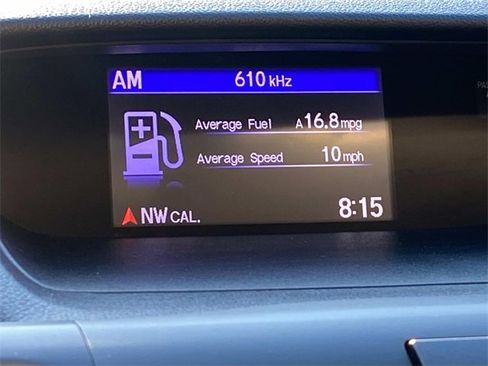 AM 610 kHz
Average Fuel A 16.8 mpg
Average Speed 10 mph
NW CAL. 8:15